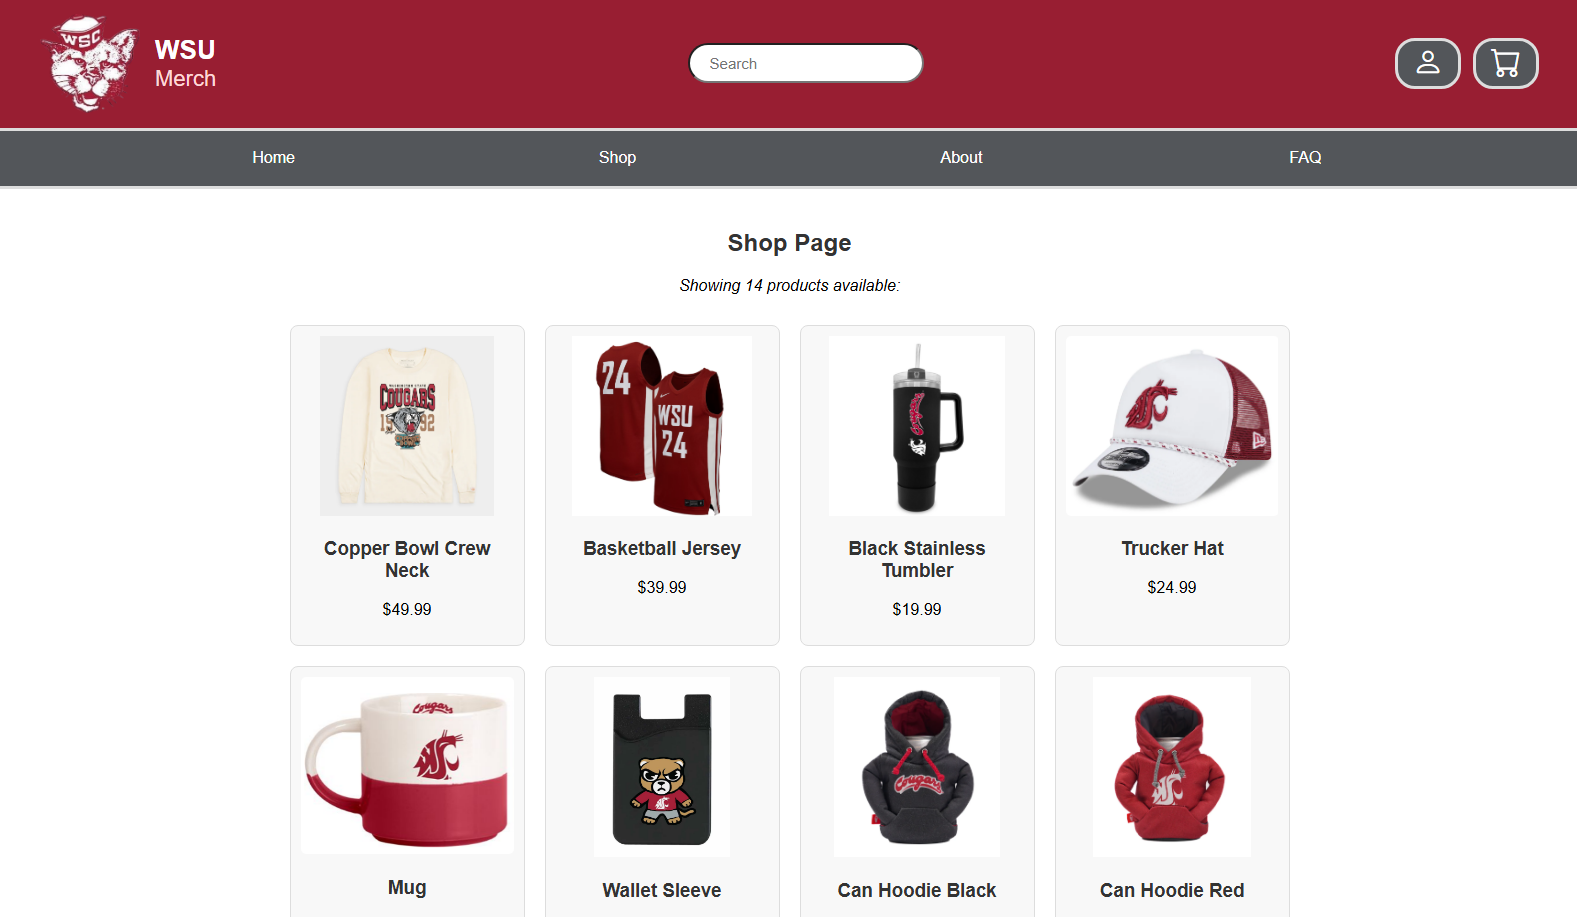 WSC
WSU
Merch
Search
Home
Shop
About
FAQ
Shop Page
Showing 14 products available:
COUGARS
1992
24
WSU
24
Cougars
Copper Bowl Crew
Neck
$49.99
Basketball Jersey
$39.99
Black Stainless
Tumbler
$19.99
Trucker Hat
$24.99
Cougars
Cougars
Mug
Wallet Sleeve
Can Hoodie Black
Can Hoodie Red